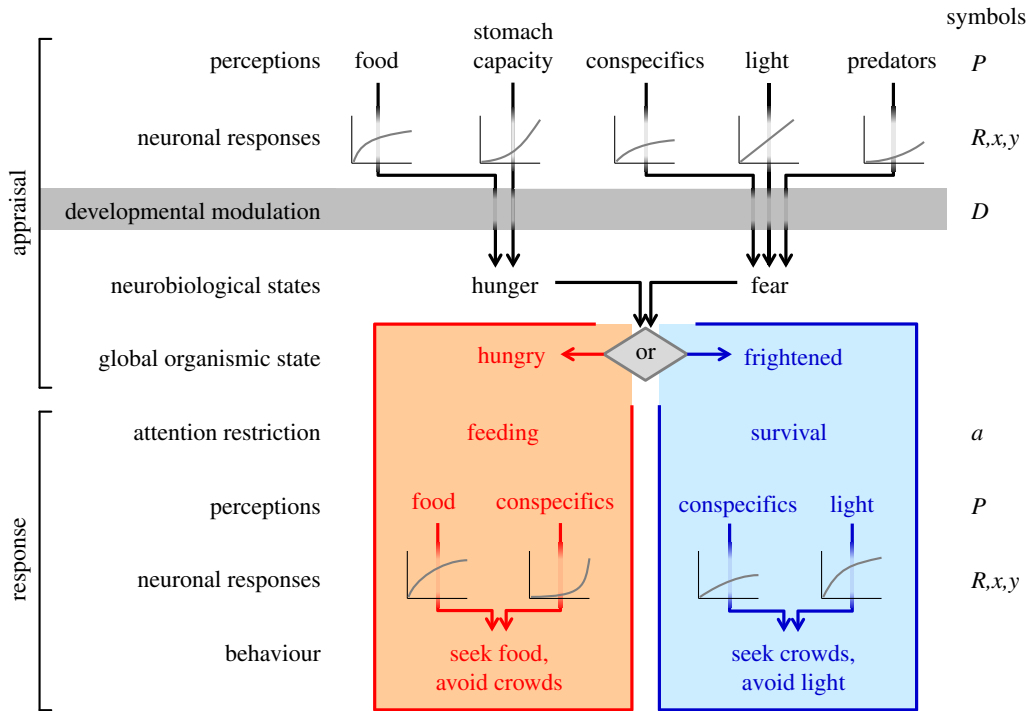 symbols
perceptions food stomach capacity conspecifics light predators P
neuronal responses R,x,y
developmental modulation D
neurobiological states hunger fear
global organismic state hungry or frightened
attention restriction feeding survival a
perceptions food conspecifics conspecifics light P
neuronal responses R,x,y
behaviour seek food, avoid crowds seek crowds, avoid light
appraisal
response